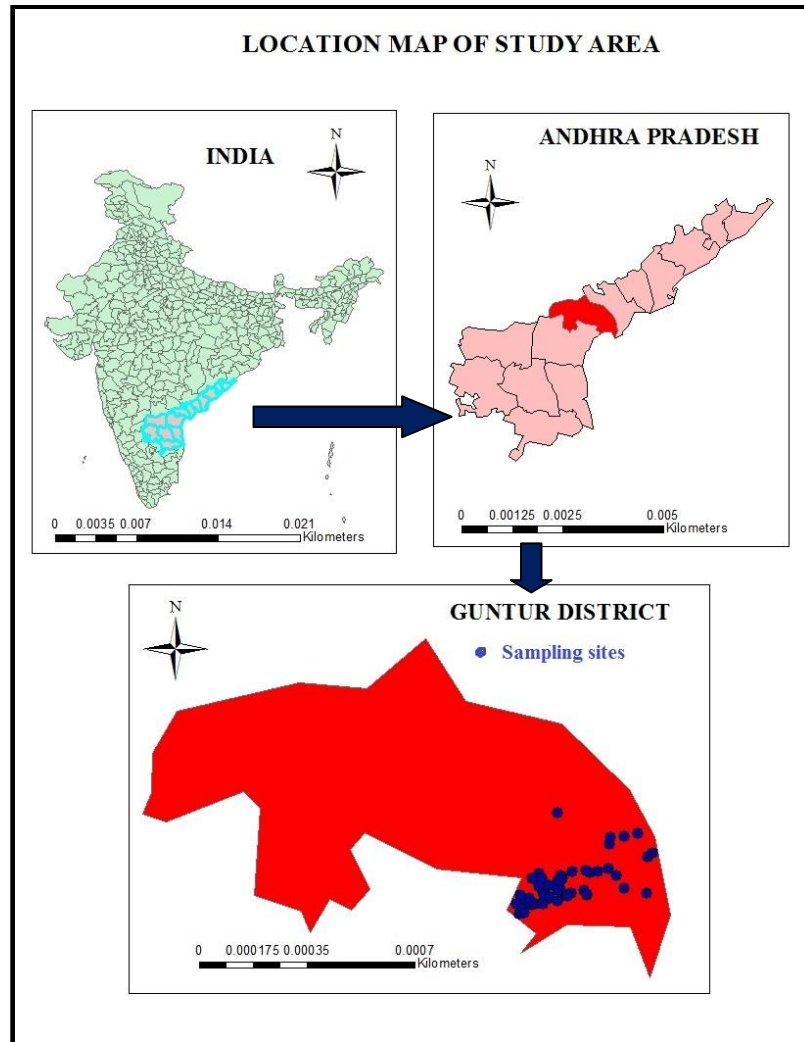 LOCATION MAP OF STUDY AREA
INDIA
N
0 0.0035 0.007 0.014 0.021
Kilometers
ANDHRA PRADESH
N
0 0.00125 0.0025 0.005
Kilometers
GUNTUR DISTRICT
N
Sampling sites
0 0.000175 0.00035 0.0007
Kilometers